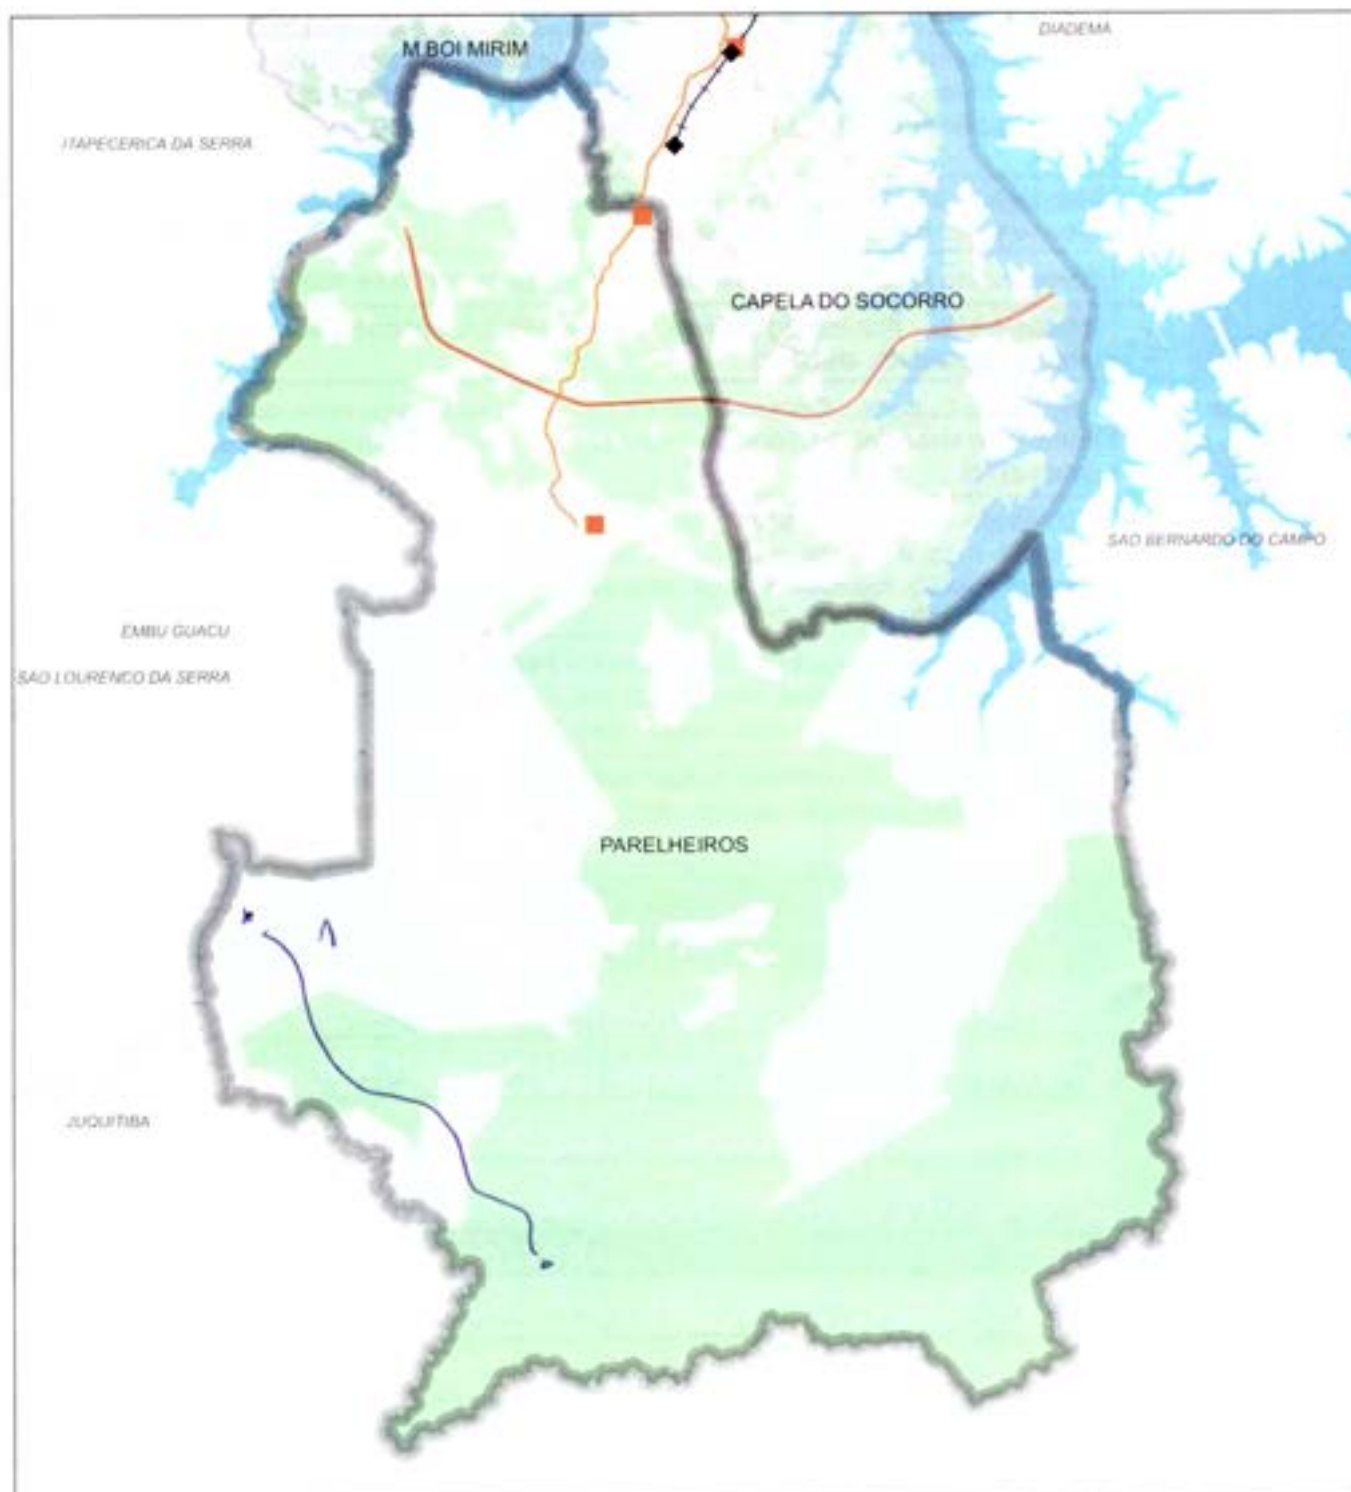 DIADEMA
M BOI MIRIM
ITAPECERICA DA SERRA
CAPELA DO SOCORRO
SAO BERNARDO DO CAMPO
EMBU GUACU
SAO LOURENCO DA SERRA
PARELHEIROS
JUQUITIBA